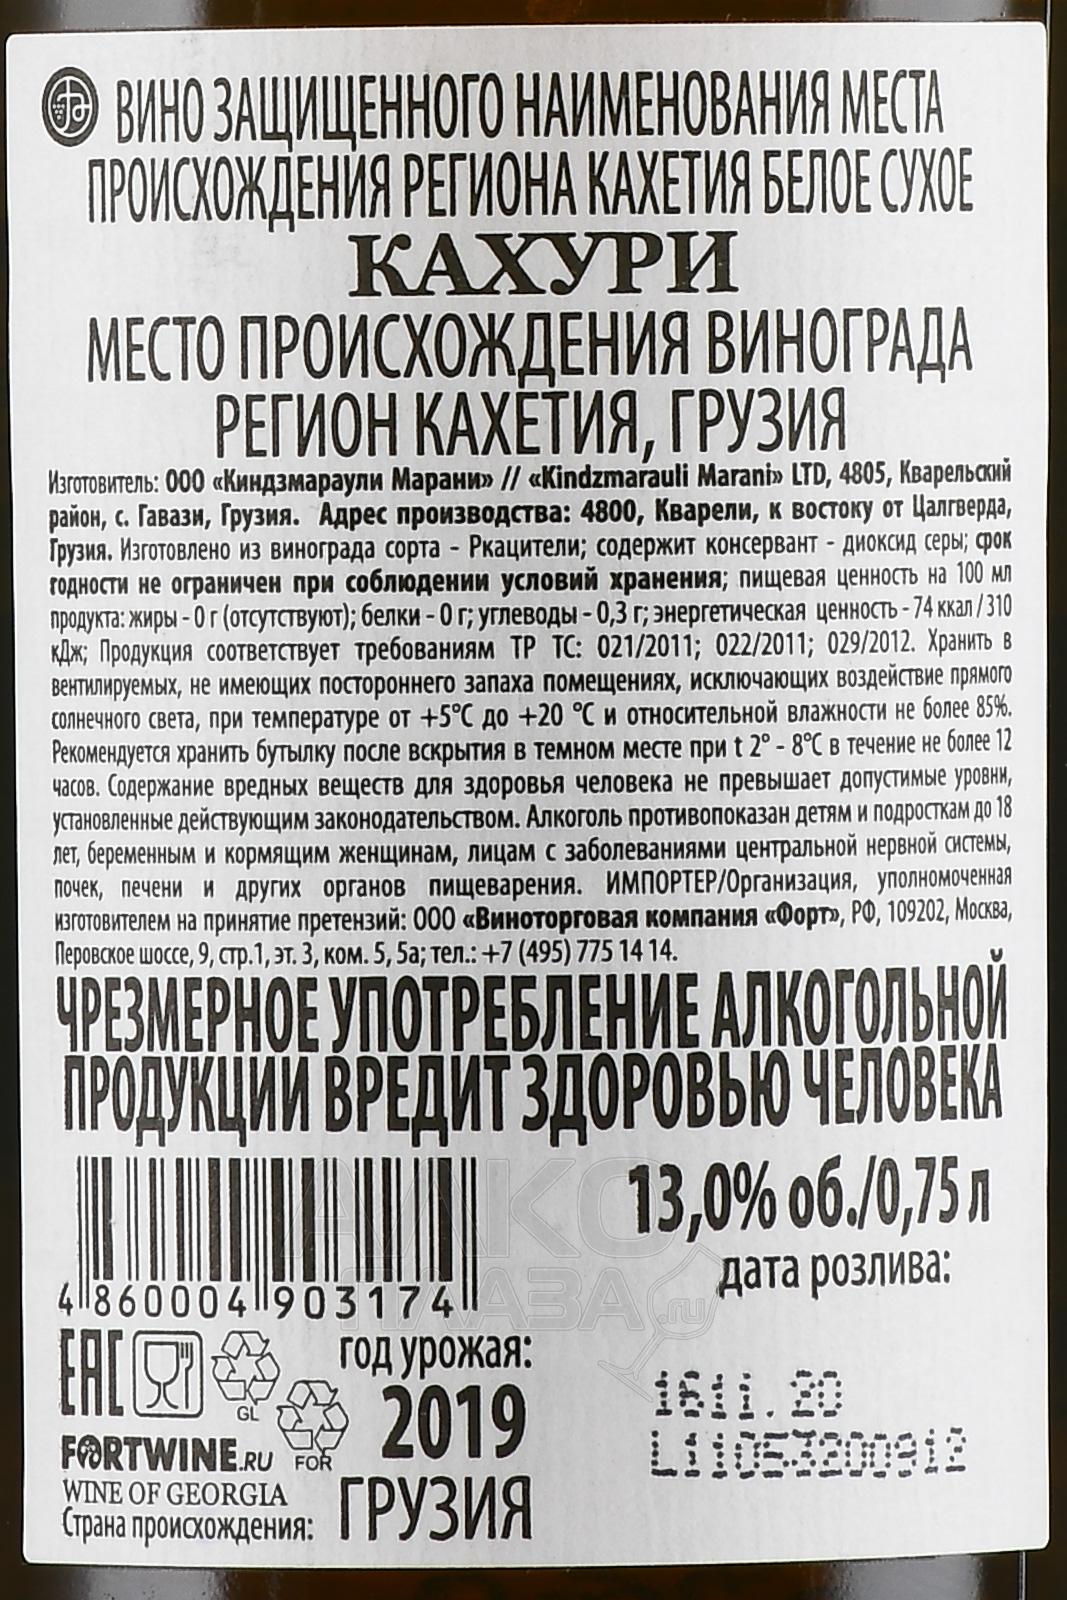 ВИНО ЗАЩИЩЕННОГО НАИМЕНОВАНИЯ МЕСТА
ПРОИСХОЖДЕНИЯ РЕГИОНА КАХЕТИЯ БЕЛОЕ СУХОЕ
КАХУРИ
МЕСТО ПРОИСХОЖДЕНИЯ ВИНОГРАДА
РЕГИОН КАХЕТИЯ, ГРУЗИЯ
Изготовитель: ООО «Киндзмараули Марани» // «Kindzmarauli Marani» LTD, 4805, Кварельский
район, с. Гавази, Грузия. Адрес производства: 4800, Кварели, к востоку от Цалгверда,
Грузия. Изготовлено из винограда сорта - Ркацители; содержит консервант - диоксид серы; срок
годности не ограничен при соблюдении условий хранения; пищевая ценность на 100 мл
продукта: жиры - 0 г (отсутствуют); белки - 0 г; углеводы - 0,3 г; энергетическая ценность - 74 ккал / 310
кДж; Продукция соответствует требованиям ТР ТС: 021/2011; 022/2011; 029/2012. Хранить в
вентилируемых, не имеющих постороннего запаха помещениях, исключающих воздействие прямого
солнечного света, при температуре от +5°С до +20 °С и относительной влажности не более 85%.
Рекомендуется хранить бутылку после вскрытия в темном месте при t 2° - 8°С в течение не более 12
часов. Содержание вредных веществ для здоровья человека не превышает допустимые уровни,
установленные действующим законодательством. Алкоголь противопоказан детям и подросткам до 18
лет, беременным и кормящим женщинам, лицам с заболеваниями центральной нервной системы,
почек, печени и других органов пищеварения. ИМПОРТЕР/Организация, уполномоченная
изготовителем на принятие претензий: ООО «Виноторговая компания «Форт», РФ, 109202, Москва,
Перовское шоссе, 9, стр.1, эт. 3, ком. 5, 5а; тел.: +7 (495) 775 14 14.
ЧРЕЗМЕРНОЕ УПОТРЕБЛЕНИЕ АЛКОГОЛЬНОЙ
ПРОДУКЦИИ ВРЕДИТ ЗДОРОВЬЮ ЧЕЛОВЕКА
13,0% об./0,75 л
дата розлива:
4 860004 903174
АЛКО
ПЛАЗА.ru
EAC
GL
FOR
год урожая:
2019
16.11.20
L111053200912
FORTWINE.RU
WINE OF GEORGIA
Страна происхождения: ГРУЗИЯ